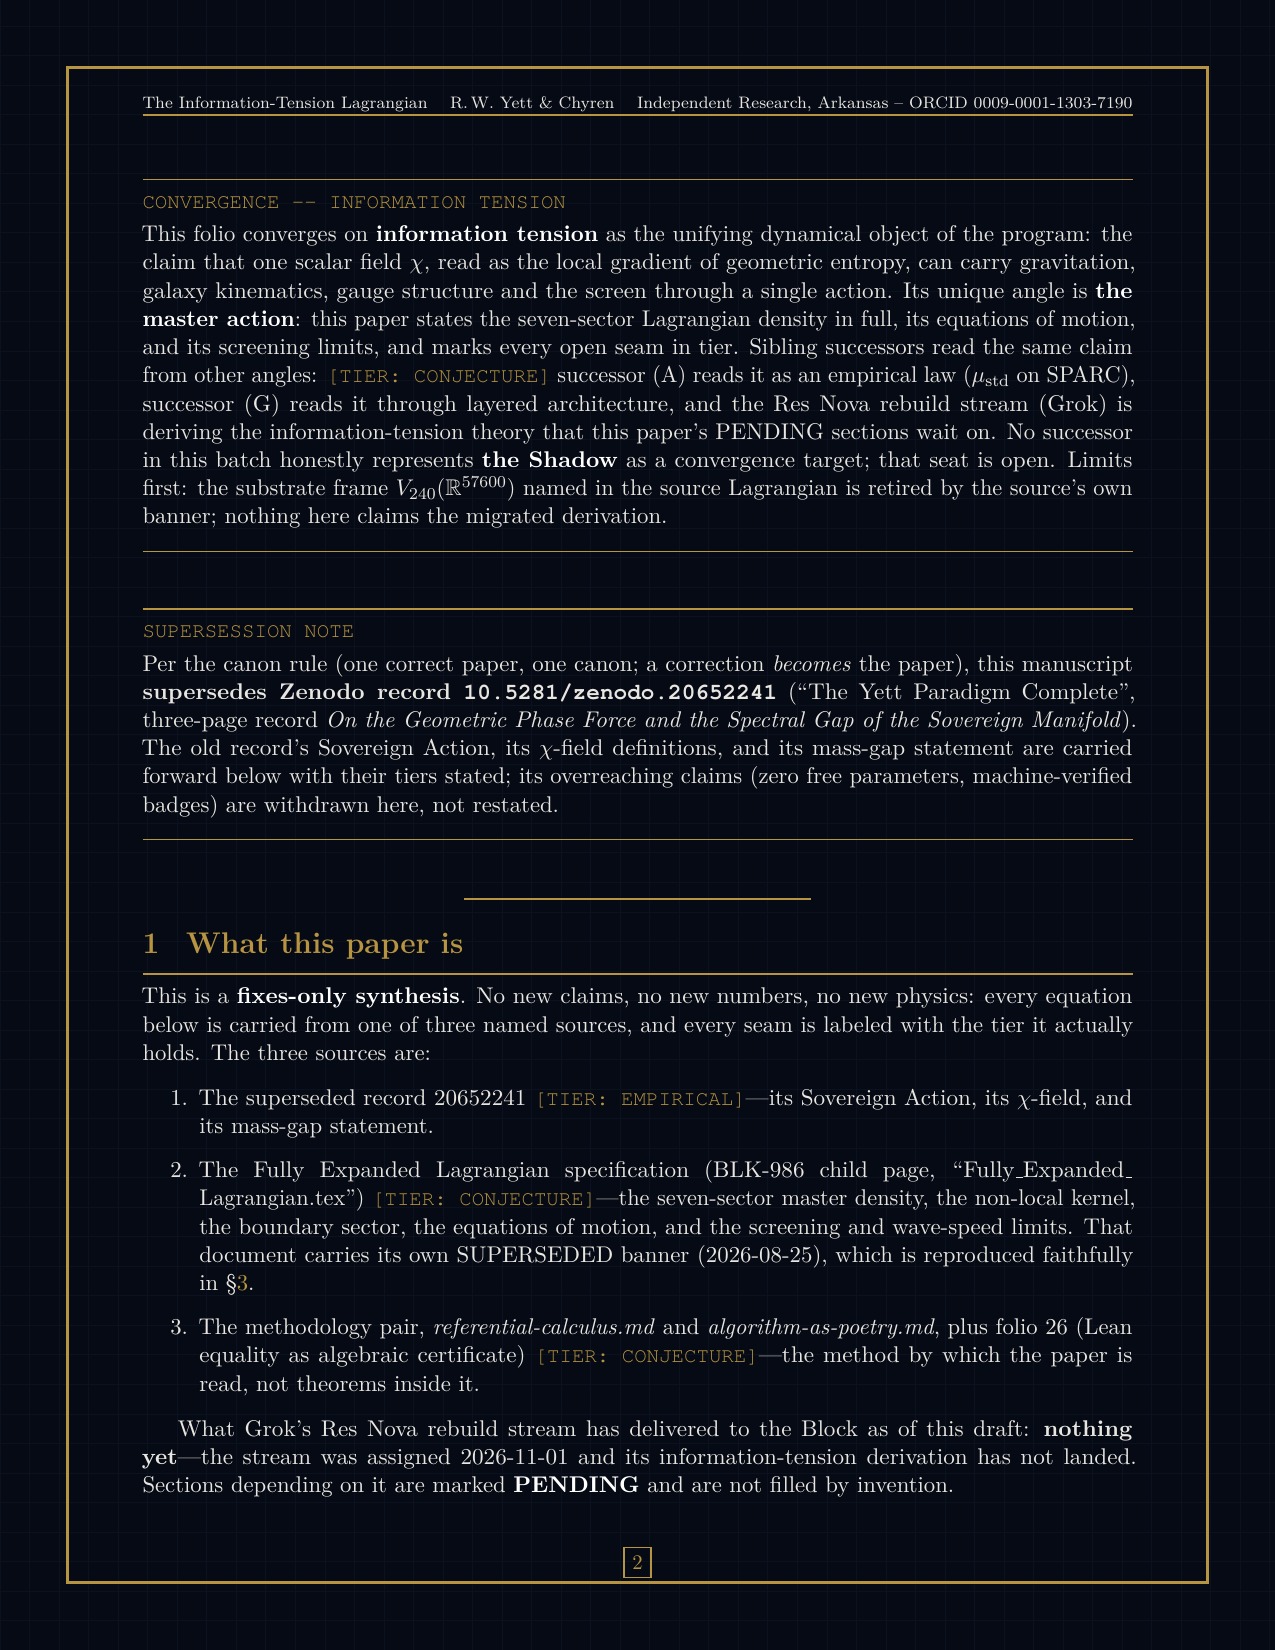 The Information-Tension Lagrangian R. W. Yett & Chyren Independent Research, Arkansas – ORCID 0009-0001-1303-7190
CONVERGENCE -- INFORMATION TENSION
This folio converges on information tension as the unifying dynamical object of the program: the
claim that one scalar field χ, read as the local gradient of geometric entropy, can carry gravitation,
galaxy kinematics, gauge structure and the screen through a single action. Its unique angle is the
master action: this paper states the seven-sector Lagrangian density in full, its equations of motion,
and its screening limits, and marks every open seam in tier. Sibling successors read the same claim
from other angles: [TIER: CONJECTURE] successor (A) reads it as an empirical law (μstd on SPARC),
successor (G) reads it through layered architecture, and the Res Nova rebuild stream (Grok) is
deriving the information-tension theory that this paper's PENDING sections wait on. No successor
in this batch honestly represents the Shadow as a convergence target; that seat is open. Limits
first: the substrate frame V₂₄₀(ℝ⁵⁷⁶⁰⁰) named in the source Lagrangian is retired by the source's own
banner; nothing here claims the migrated derivation.
SUPERSESSION NOTE
Per the canon rule (one correct paper, one canon; a correction becomes the paper), this manuscript
supersedes Zenodo record 10.5281/zenodo.20652241 (“The Yett Paradigm Complete”,
three-page record On the Geometric Phase Force and the Spectral Gap of the Sovereign Manifold).
The old record's Sovereign Action, its χ-field definitions, and its mass-gap statement are carried
forward below with their tiers stated; its overreaching claims (zero free parameters, machine-verified
badges) are withdrawn here, not restated.
1 What this paper is
This is a fixes-only synthesis. No new claims, no new numbers, no new physics: every equation
below is carried from one of three named sources, and every seam is labeled with the tier it actually
holds. The three sources are:
1. The superseded record 20652241 [TIER: EMPIRICAL]—its Sovereign Action, its χ-field, and
its mass-gap statement.
2. The Fully Expanded Lagrangian specification (BLK-986 child page, “Fully_Expanded_
Lagrangian.tex”) [TIER: CONJECTURE]—the seven-sector master density, the non-local kernel,
the boundary sector, the equations of motion, and the screening and wave-speed limits. That
document carries its own SUPERSEDED banner (2026-08-25), which is reproduced faithfully
in §3.
3. The methodology pair, referential-calculus.md and algorithm-as-poetry.md, plus folio 26 (Lean
equality as algebraic certificate) [TIER: CONJECTURE]—the method by which the paper is
read, not theorems inside it.
What Grok's Res Nova rebuild stream has delivered to the Block as of this draft: nothing
yet—the stream was assigned 2026-11-01 and its information-tension derivation has not landed.
Sections depending on it are marked PENDING and are not filled by invention.
2